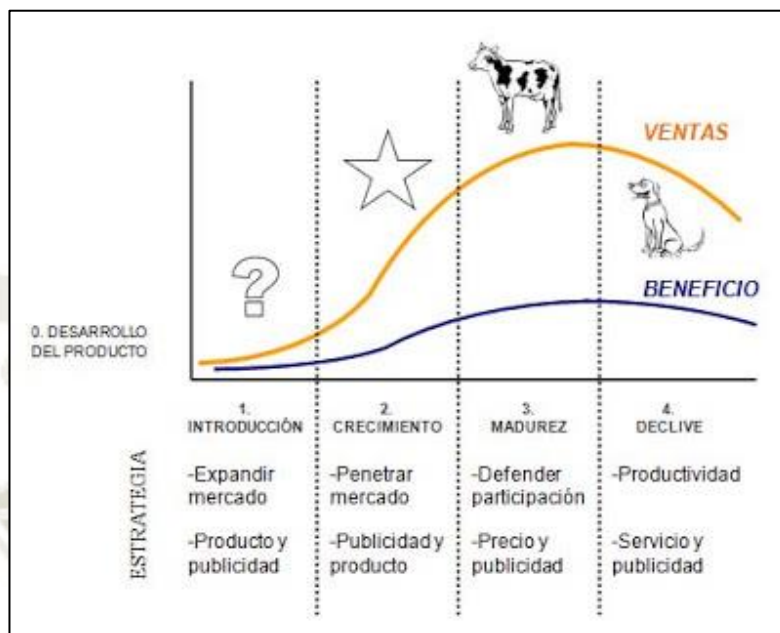 VENTAS
?
BENEFICIO
0. DESARROLLO
DEL PRODUCTO
1.
INTRODUCCIÓN
2.
CRECIMIENTO
3.
MADUREZ
4.
DECLIVE
ESTRATEGIA
-Expandir
mercado
-Producto y
publicidad
-Penetrar
mercado
-Publicidad y
producto
-Defender
participación
-Precio y
publicidad
-Productividad
-Servicio y
publicidad